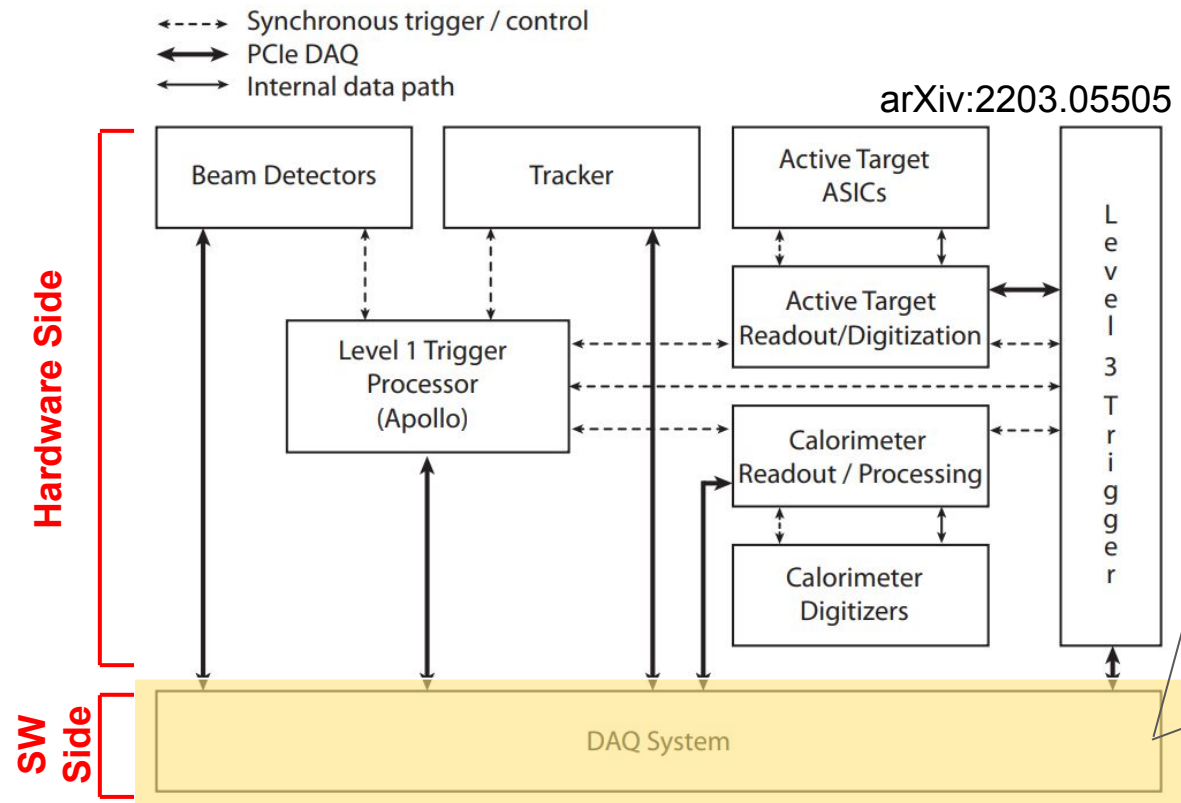 Synchronous trigger / control
PCIe DAQ
Internal data path
arXiv:2203.05505
Hardware Side
Beam Detectors
Tracker
Active Target
ASICs
Active Target
Readout/Digitization
Level 1 Trigger
Processor
(Apollo)
Calorimeter
Readout / Processing
Calorimeter
Digitizers
Level 3 Trigger
SW
Side
DAQ System